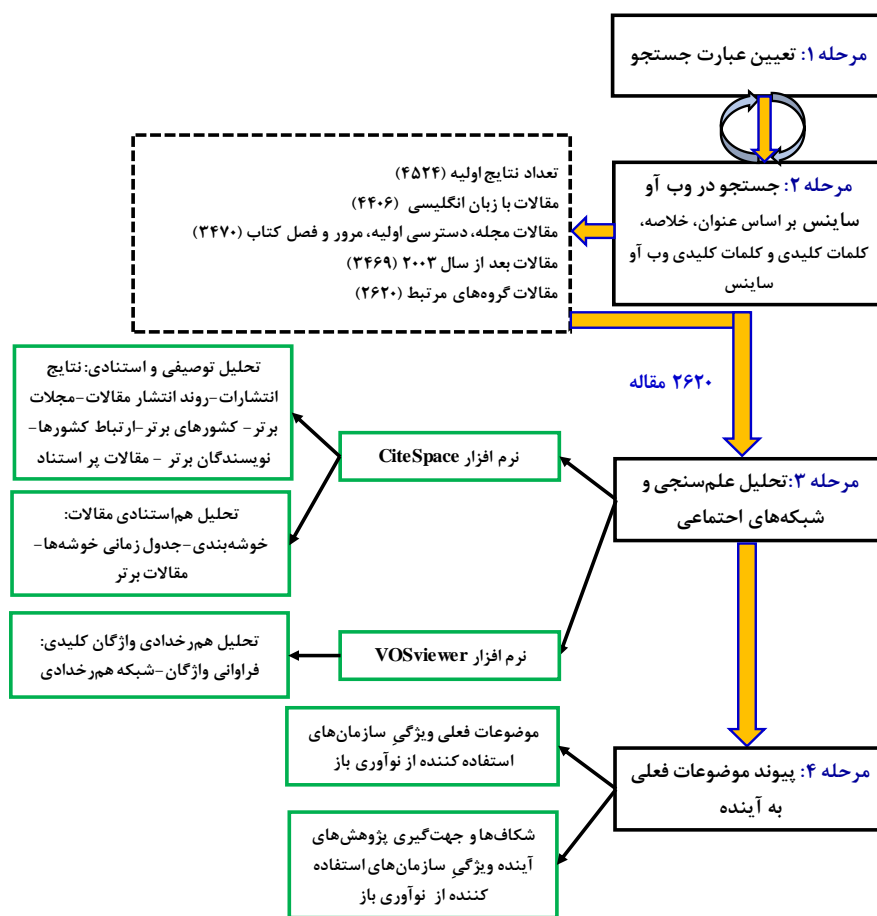 مرحله ۱: تعیین عبارت جستجو
مرحله ۲: جستجو در وب آو
ساینس بر اساس عنوان، خلاصه،
کلمات کلیدی و کلمات کلیدی وب آو
ساینس
تعداد نتایج اولیه (۴۵۲۴)
مقالات با زبان انگلیسی (۴۴۰۶)
مقالات مجله، دسترسی اولیه، مرور و فصل کتاب (۳۴۷۰)
مقالات بعد از سال ۲۰۰۳ (۳۴۶۹)
مقالات گروه‌های مرتبط (۲۶۲۰)
۲۶۲۰ مقاله
مرحله ۳: تحلیل علم‌سنجی و
شبکه‌های اجتماعی
نرم افزار CiteSpace
تحلیل توصیفی و استنادی: نتایج
انتشارات-روند انتشار مقالات-مجلات
برتر- کشورهای برتر-ارتباط کشورها-
نویسندگان برتر - مقالات پر استناد
تحلیل هم‌استنادی مقالات:
خوشه‌بندی-جدول زمانی خوشه‌ها-
مقالات برتر
نرم افزار VOSviewer
تحلیل هم‌رخدادی واژگان کلیدی:
فراوانی واژگان-شبکه هم‌رخدادی
مرحله ۴: پیوند موضوعات فعلی
به آینده
موضوعات فعلی ویژگیِ سازمان‌های
استفاده کننده از نوآوری باز
شکاف‌ها و جهت‌گیری پژوهش‌های
آینده ویژگیِ سازمان‌های استفاده
کننده از نوآوری باز